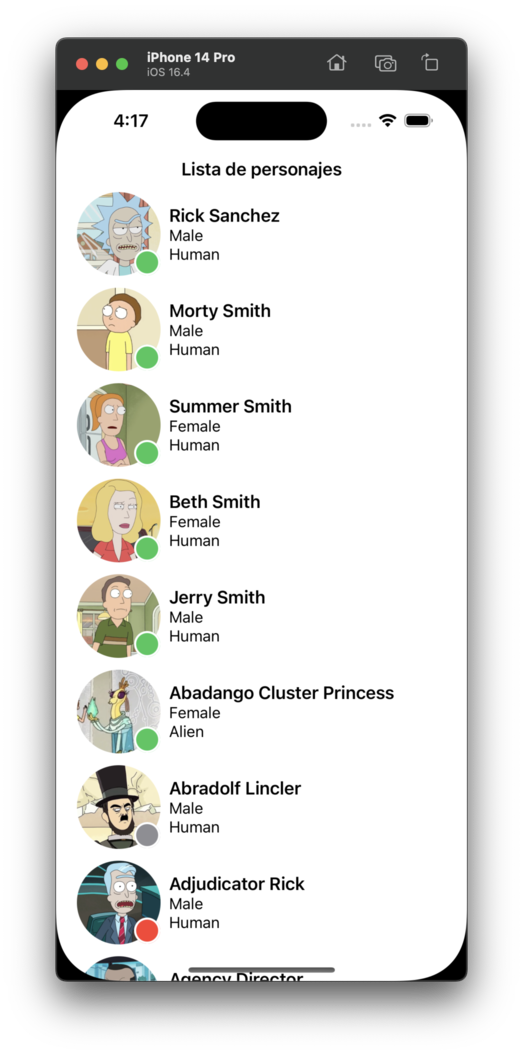 iPhone 14 Pro
iOS 16.4
4:17
Lista de personajes
Rick Sanchez
Male
Human
Morty Smith
Male
Human
Summer Smith
Female
Human
Beth Smith
Female
Human
Jerry Smith
Male
Human
Abadango Cluster Princess
Female
Alien
Abradolf Lincler
Male
Human
Adjudicator Rick
Male
Human
Agency Director